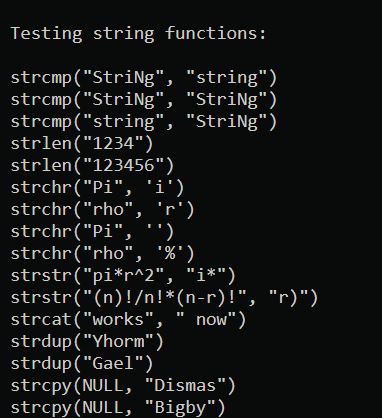 Testing string functions:
strcmp("StriNg", "string")
strcmp("StriNg", "StriNg")
strcmp("string", "StriNg")
strlen("1234")
strlen("123456")
strchr("Pi", 'i')
strchr("rho", 'r')
strchr("Pi", '')
strchr("rho", '%')
strstr("pi*r^2", "i*")
strstr("(n)!/n!*(n-r)!", "r)")
strcat("works", " now")
strdup("Yhorm")
strdup("Gael")
strcpy(NULL, "Dismas")
strcpy(NULL, "Bigby")